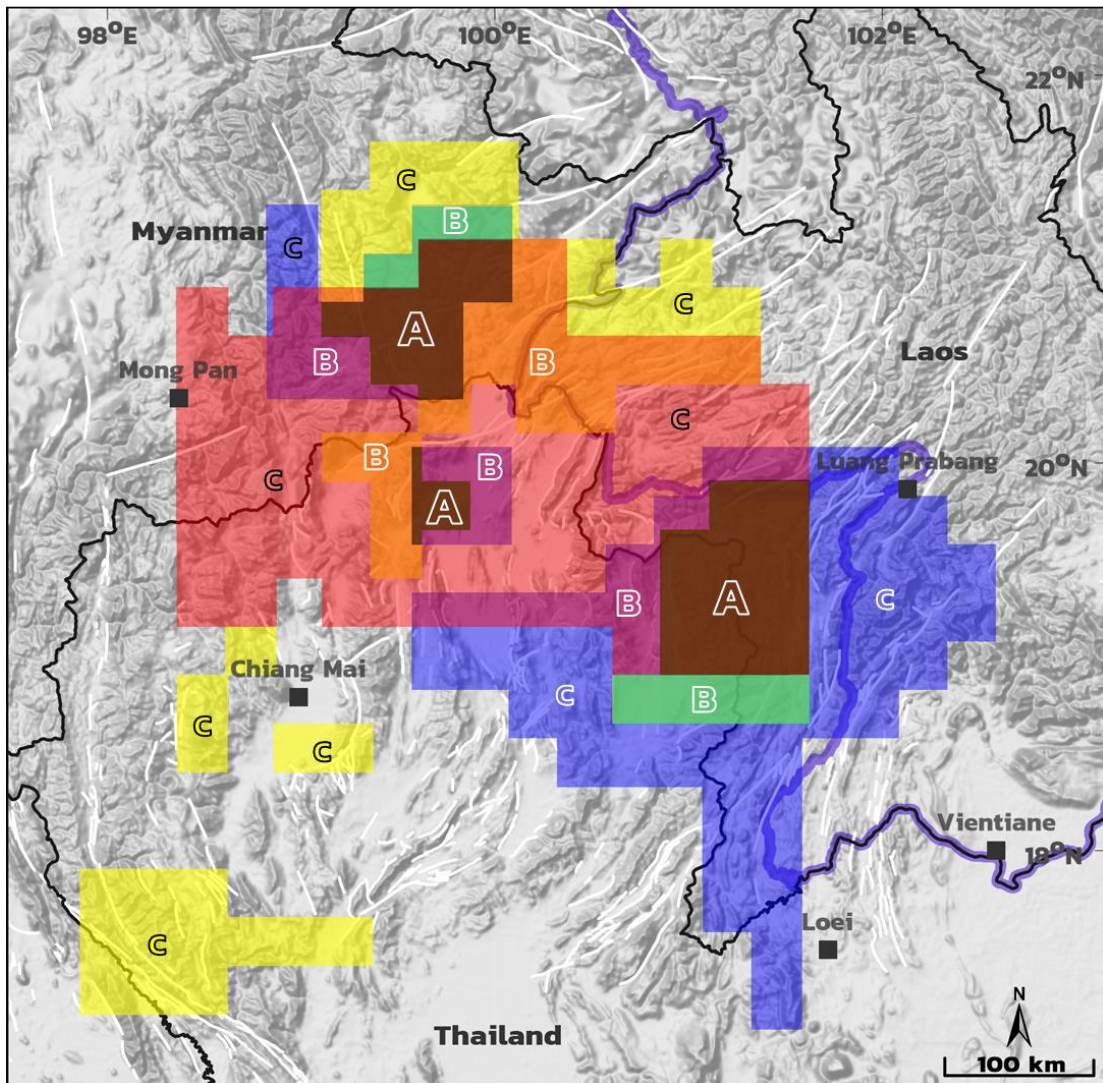 98°E
100°E
102°E
22°N
C
B
Myanmar
C
C
A
B
B
Laos
Mong Pan
C
B
B
C
20°N
Luang Prabang
A
B
A
C
Chiang Mai
C
B
C
C
Vientiane
18°N
Loei
C
Thailand
N
100 km